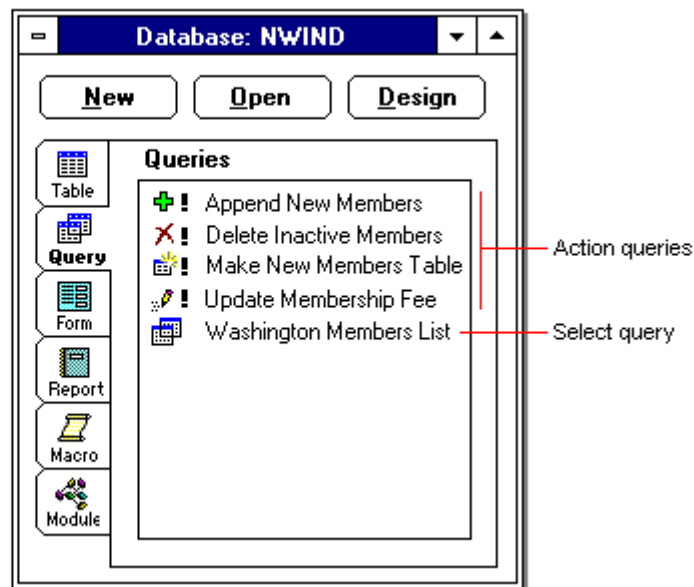 Database: NWIND
New Open Design
Queries
Table
Query
Form
Report
Macro
Module
Append New Members
Delete Inactive Members
Make New Members Table
Update Membership Fee
Washington Members List
Action queries
Select query